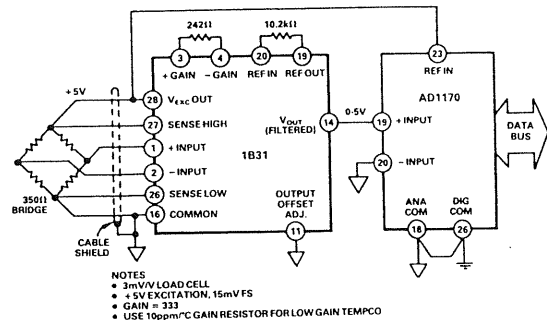 242Ω
10.2kΩ
3 4 20 19
+ GAIN − GAIN REF IN REF OUT
23
REF IN
+5V
28 VEXC OUT
27 SENSE HIGH
1 + INPUT
2 − INPUT
26 SENSE LOW
16 COMMON
350Ω
BRIDGE
CABLE
SHIELD
1B31
VOUT
(FILTERED)
14
0-5V
OUTPUT
OFFSET
ADJ.
11
AD1170
19 + INPUT
20 − INPUT
ANA
COM
DIG
COM
18 26
DATA
BUS
NOTES
• 3mV/V LOAD CELL
• +5V EXCITATION, 15mV FS
• GAIN = 333
• USE 10ppm/°C GAIN RESISTOR FOR LOW GAIN TEMPCO